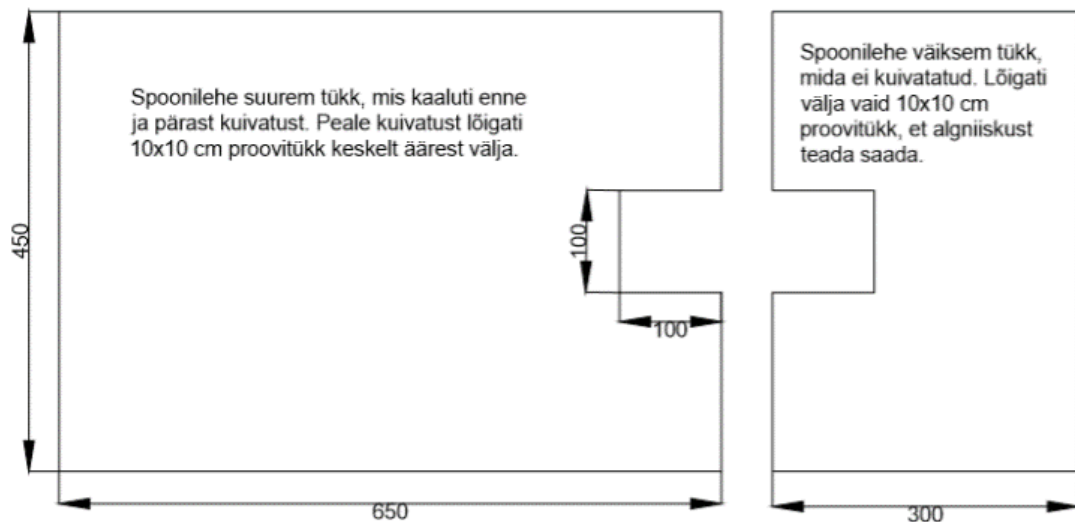 Spoonilehe suurem tükk, mis kaaluti enne
ja pärast kuivatust. Peale kuivatust lõigati
10x10 cm proovitükk keskelt äärest välja.
Spoonilehe väiksem tükk,
mida ei kuivatatud. Lõigati
välja vaid 10x10 cm
proovitükk, et algniiskust
teada saada.
450
100
100
650
300